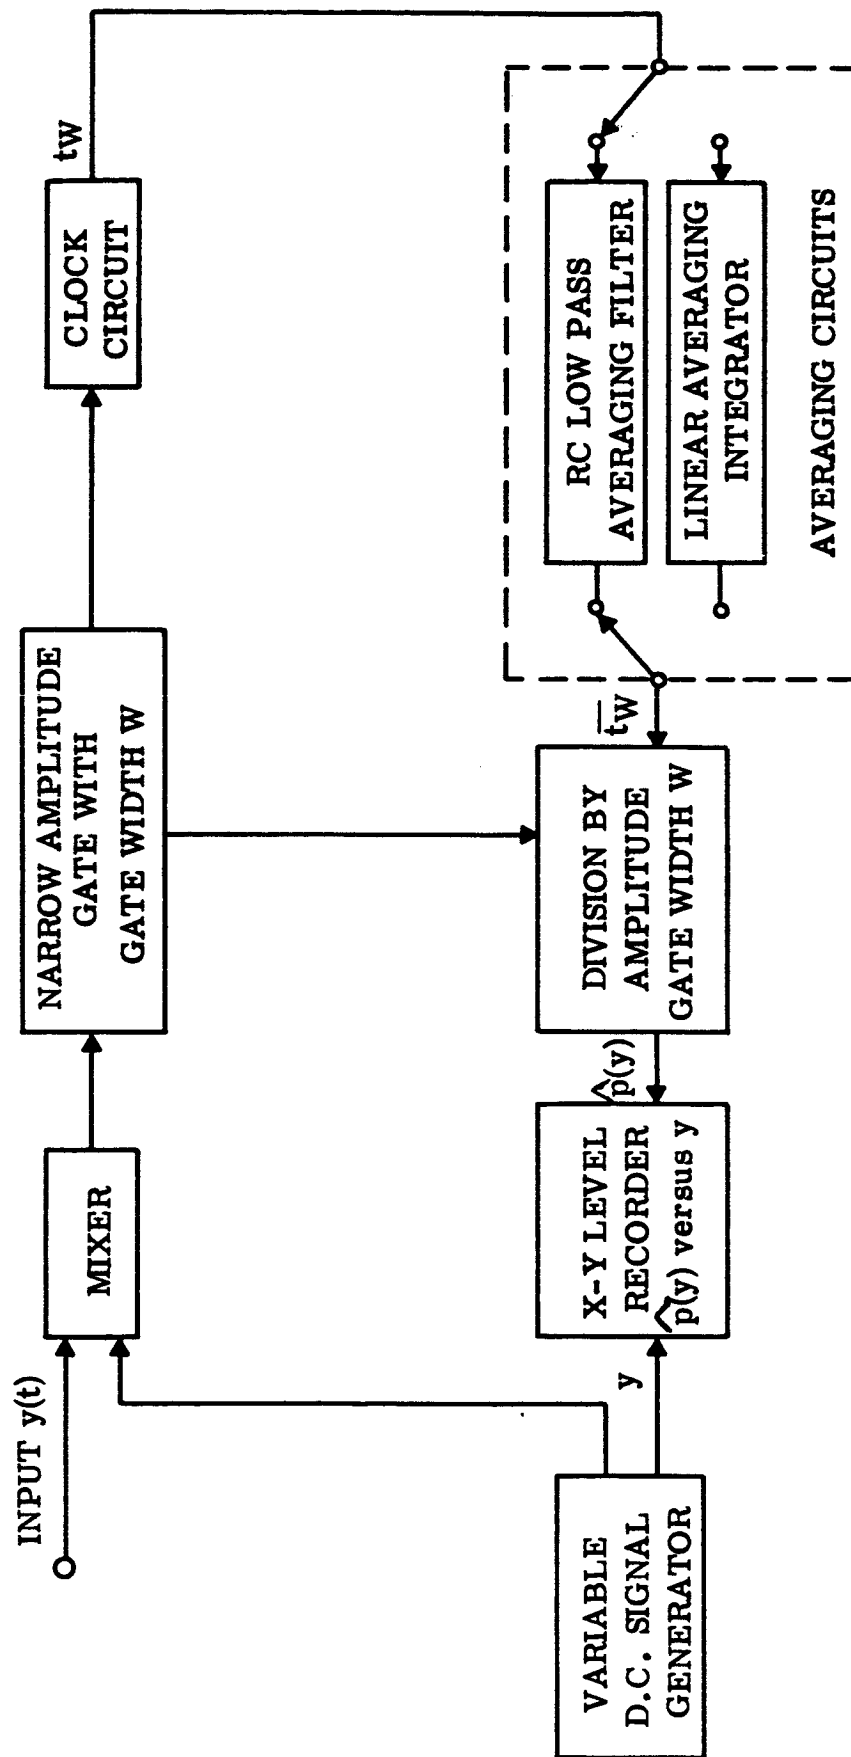 INPUT y(t)
MIXER
NARROW AMPLITUDE
GATE WITH
GATE WIDTH W
CLOCK
CIRCUIT
tw
VARIABLE
D.C. SIGNAL
GENERATOR
y
X-Y LEVEL
RECORDER
p̂(y) versus y
p̂(y)
DIVISION BY
AMPLITUDE
GATE WIDTH W
t̅w
RC LOW PASS
AVERAGING FILTER
LINEAR AVERAGING
INTEGRATOR
AVERAGING CIRCUITS